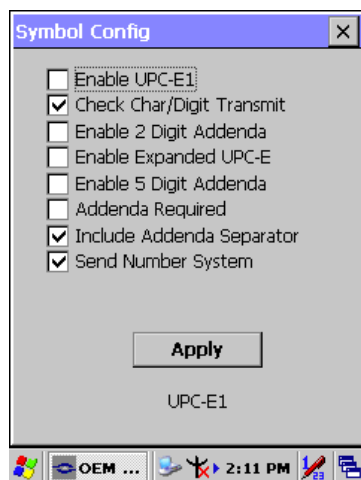 Symbol Config
Enable UPC-E1
Check Char/Digit Transmit
Enable 2 Digit Addenda
Enable Expanded UPC-E
Enable 5 Digit Addenda
Addenda Required
Include Addenda Separator
Send Number System
Apply
UPC-E1
OEM ... 2:11 PM